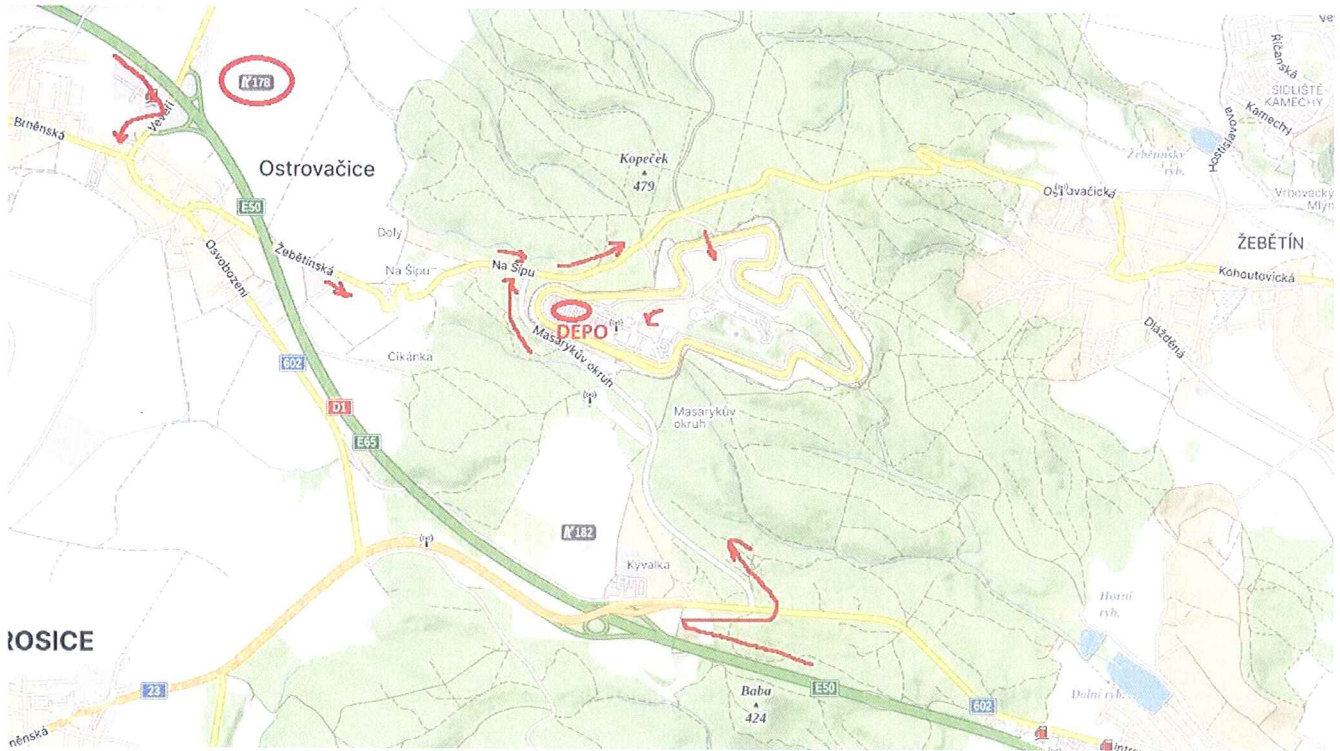 178
Brněnská
Veveří
Ostrovačice
Kopeček
479
Říčanská
SÍDLIŠTĚ
KAMECHY
Kamechy
Hostislavova
Žebětínský
ryb.
Vrbovecký
Mlýn
E50
Doly
Žebětínská
Na Šipu
Na Šipu
Osvobození
ŽEBĚTÍN
Kohoutovická
Dlážděná
DEPO
Masarykův okruh
Cikánka
602
D1
E65
Masarykův
okruh
182
Kývalka
Horní
ryb.
ROSICE
23
Baba
424
E50
602
Dolní ryb.